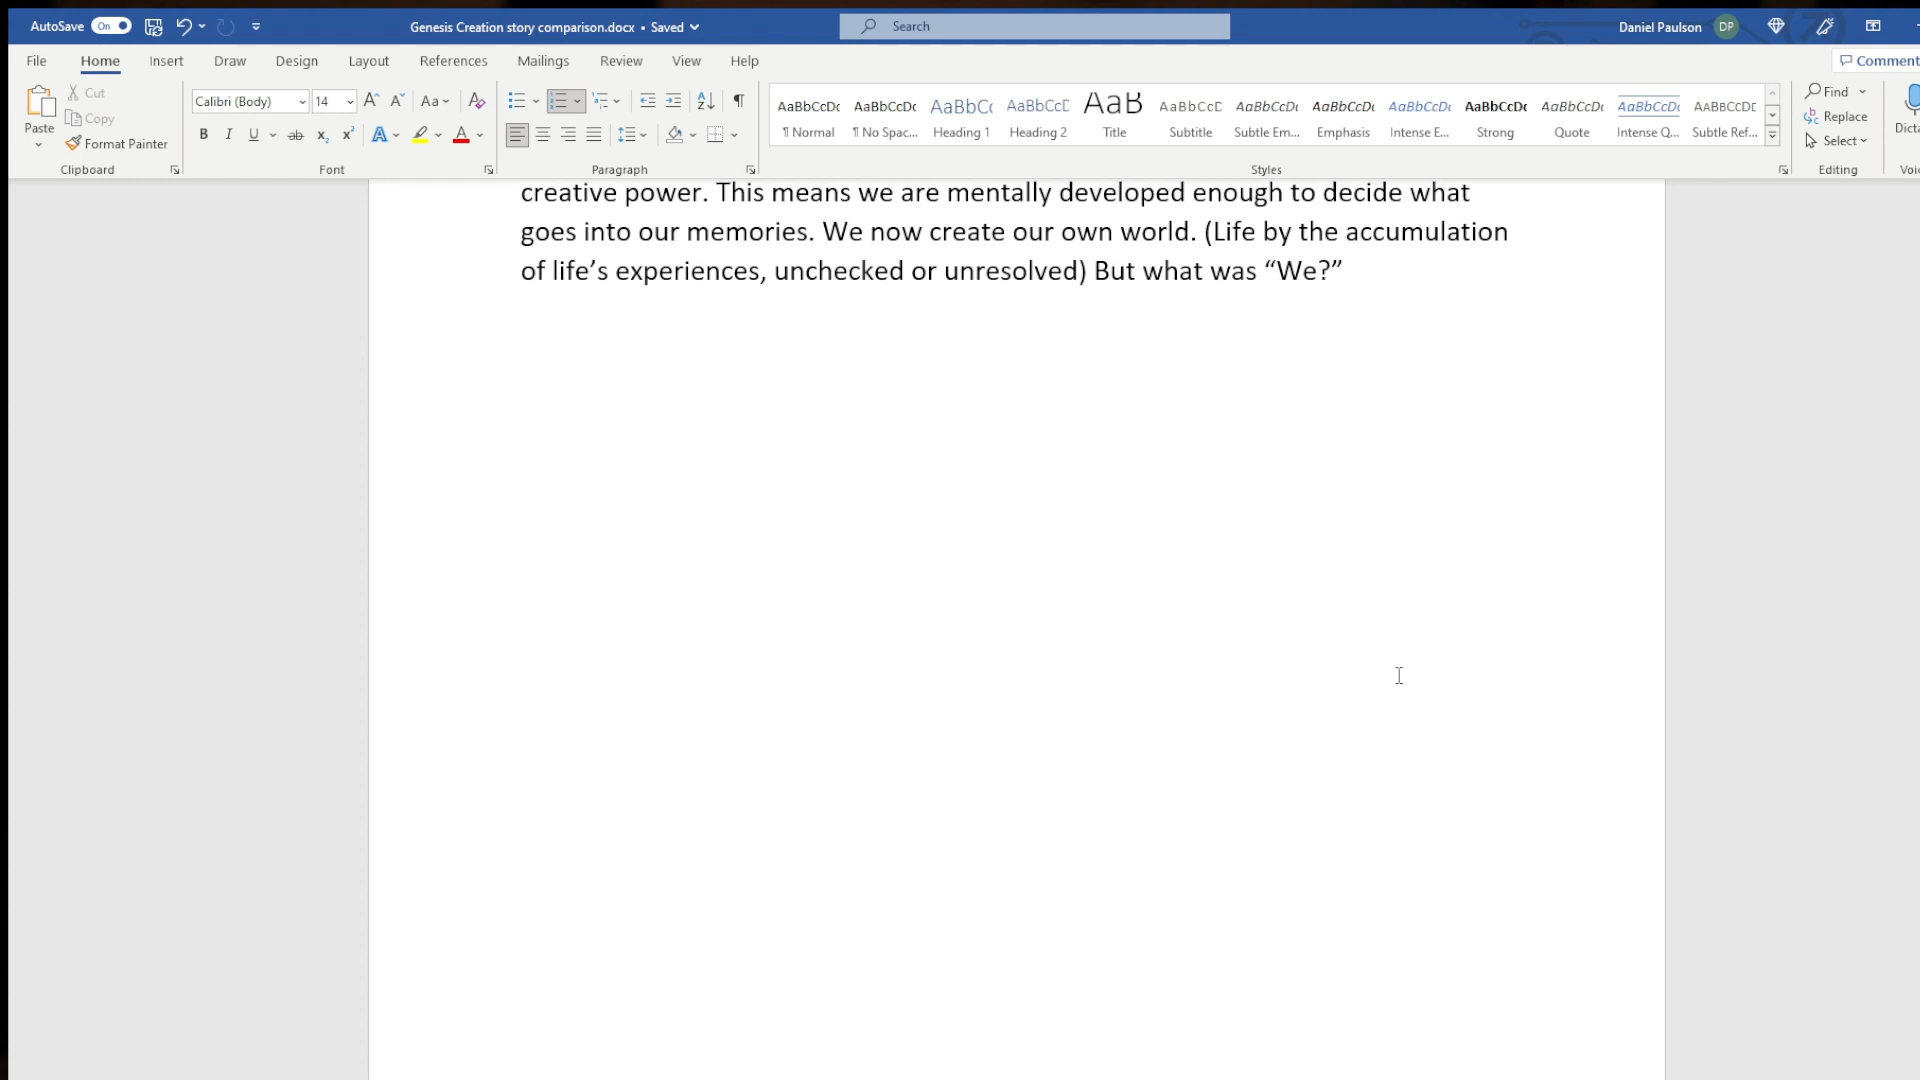 AutoSave On Genesis Creation story comparison.docx • Saved Search Daniel Paulson DP
File Home Insert Draw Design Layout References Mailings Review View Help Comment
Paste Cut Copy Format Painter Clipboard
Calibri (Body) 14 Aa Font
Paragraph
AaBbCcDc AaBbCcDc AaBbC( AaBbCcE AaB AaBbCcD AaBbCcDc AaBbCcDc AaBbCcDc AaBbCcDc AaBbCcDc AaBbCcDc AaBbCcDc
¶ Normal ¶ No Spac... Heading 1 Heading 2 Title Subtitle Subtle Em... Emphasis Intense E... Strong Quote Intense Q... Subtle Ref...
Styles
Find
Replace
Select
Editing
creative power. This means we are mentally developed enough to decide what
goes into our memories. We now create our own world. (Life by the accumulation
of life’s experiences, unchecked or unresolved) But what was “We?”